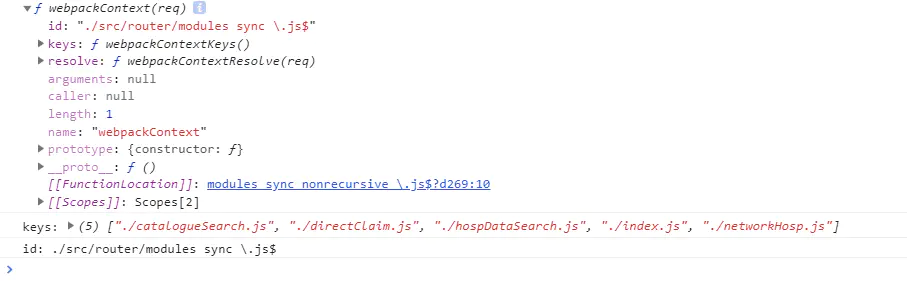 ▼ƒ webpackContext(req) i
id: "./src/router/modules sync \.js$"
▶ keys: ƒ webpackContextKeys()
▶ resolve: ƒ webpackContextResolve(req)
arguments: null
caller: null
length: 1
name: "webpackContext"
▶ prototype: {constructor: ƒ}
▶ __proto__: ƒ ()
[[FunctionLocation]]: modules sync nonrecursive \.js$?d269:10
▶ [[Scopes]]: Scopes[2]
keys: ▶ (5) ["./catalogueSearch.js", "./directClaim.js", "./hospDataSearch.js", "./index.js", "./networkHosp.js"]
id: ./src/router/modules sync \.js$
>